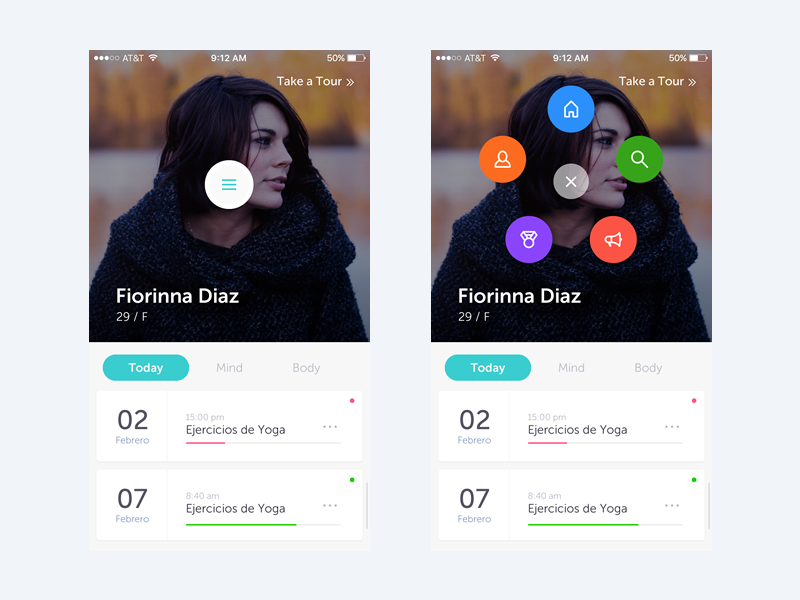 AT&T 9:12 AM 50%
Take a Tour »
Fiorinna Diaz
29 / F
Today Mind Body
02
Febrero
15:00 pm
Ejercicios de Yoga
07
Febrero
8:40 am
Ejercicios de Yoga
AT&T 9:12 AM 50%
Take a Tour »
Fiorinna Diaz
29 / F
Today Mind Body
02
Febrero
15:00 pm
Ejercicios de Yoga
07
Febrero
8:40 am
Ejercicios de Yoga